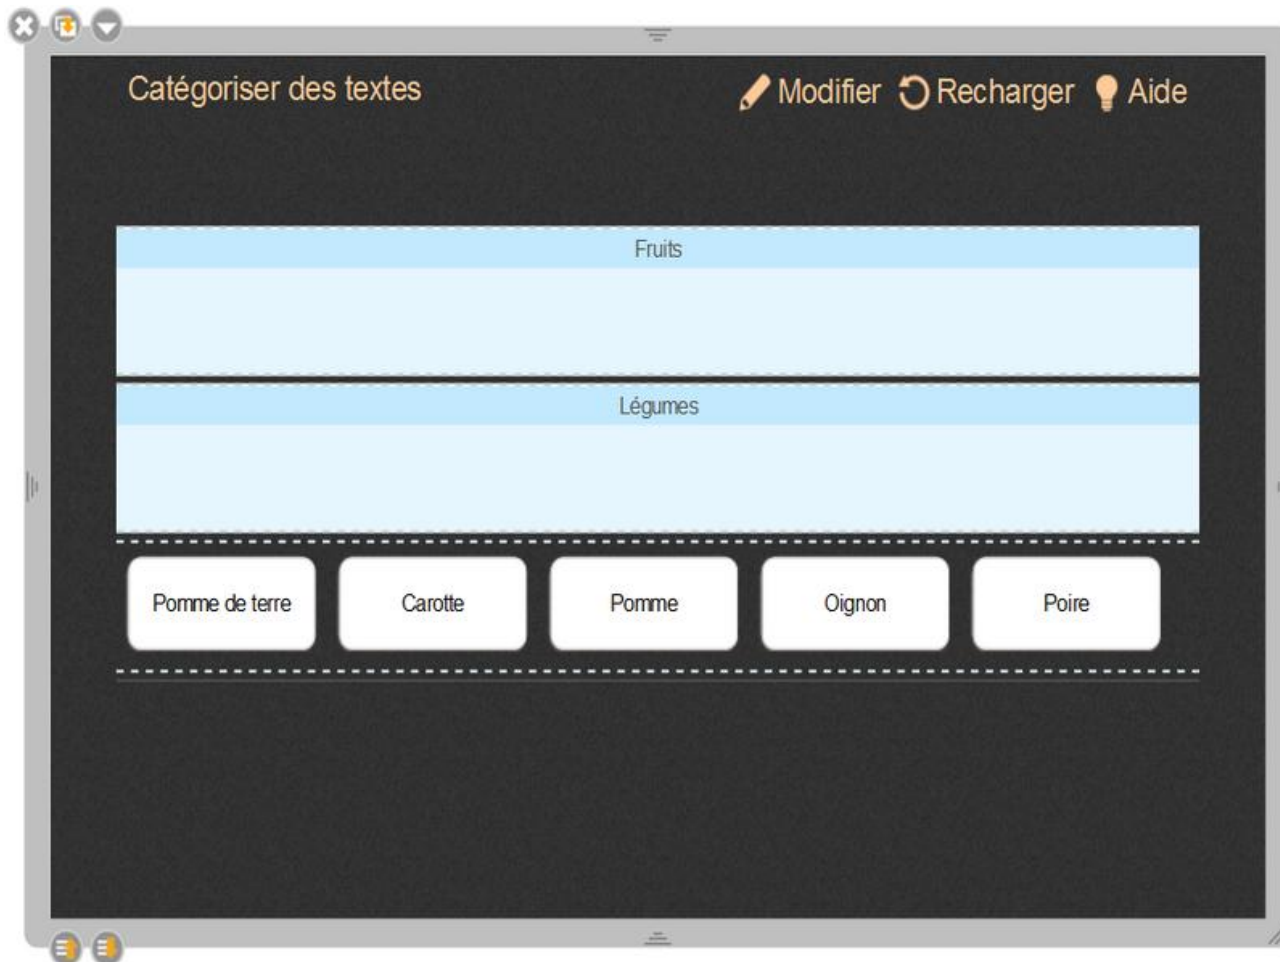 Catégoriser des textes Modifier Recharger Aide
Fruits
Légumes
Pomme de terre Carotte Pomme Oignon Poire